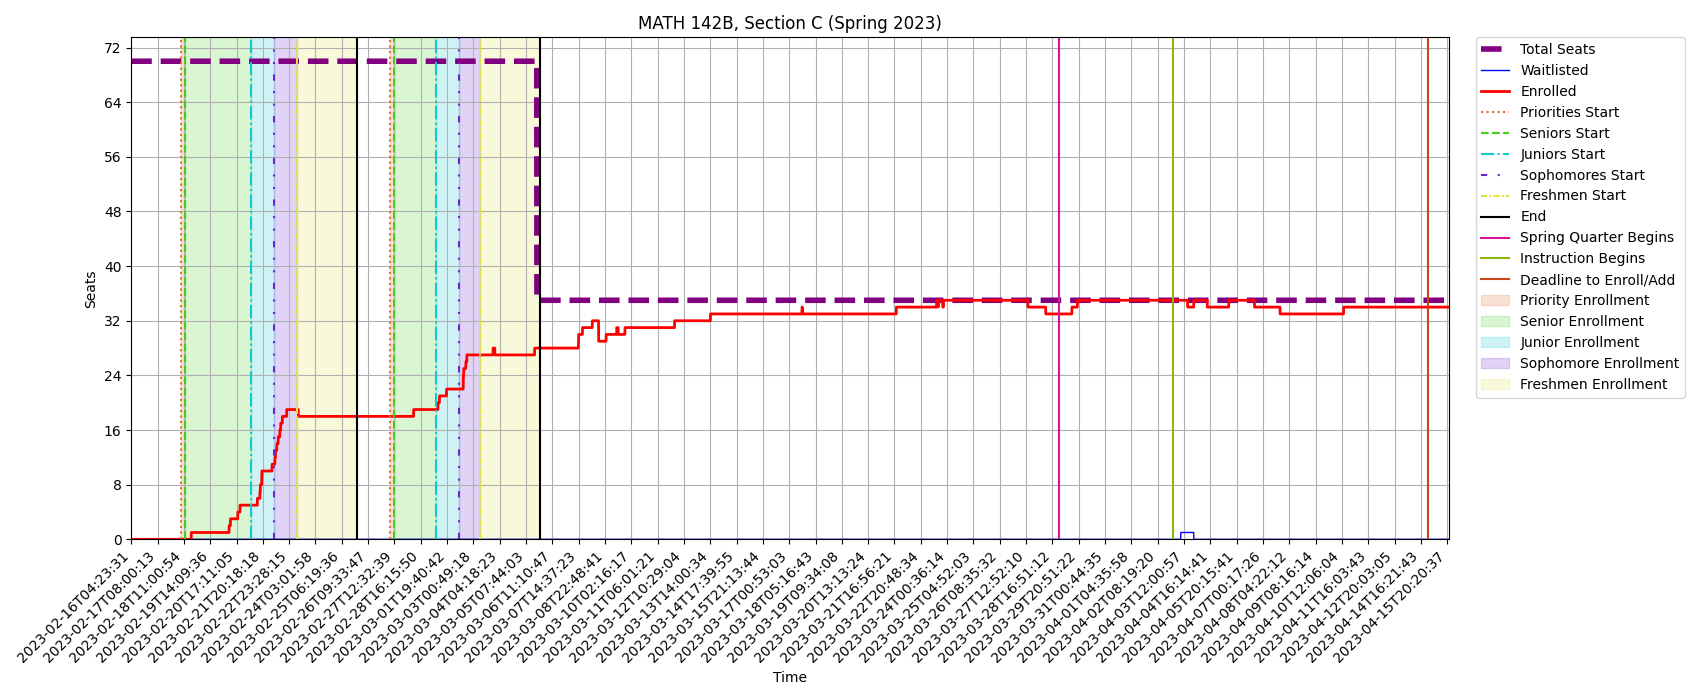 MATH 142B, Section C (Spring 2023)
72
64
56
48
40
32
24
16
8
0
Seats
2023-02-16T04:23:31
2023-02-17T08:00:13
2023-02-18T11:00:54
2023-02-19T14:09:36
2023-02-20T17:11:05
2023-02-21T20:18:18
2023-02-22T23:28:15
2023-02-24T03:01:58
2023-02-25T06:19:36
2023-02-26T09:33:47
2023-02-27T12:32:39
2023-02-28T16:15:50
2023-03-01T19:40:42
2023-03-03T00:49:18
2023-03-04T04:18:23
2023-03-05T07:44:03
2023-03-06T11:10:47
2023-03-07T14:37:23
2023-03-08T22:48:41
2023-03-10T02:16:17
2023-03-11T06:01:21
2023-03-12T10:29:04
2023-03-13T14:00:34
2023-03-14T17:39:55
2023-03-15T21:13:44
2023-03-17T00:53:03
2023-03-18T05:16:43
2023-03-19T09:34:08
2023-03-20T13:13:24
2023-03-21T16:56:21
2023-03-22T20:48:34
2023-03-24T00:36:14
2023-03-25T04:52:03
2023-03-26T08:35:32
2023-03-27T12:52:10
2023-03-28T16:51:12
2023-03-29T20:51:22
2023-03-31T00:44:35
2023-04-01T04:35:58
2023-04-02T08:19:20
2023-04-03T12:00:57
2023-04-04T16:14:41
2023-04-05T20:15:41
2023-04-07T00:17:26
2023-04-08T04:22:12
2023-04-09T08:16:14
2023-04-10T12:06:04
2023-04-11T16:03:43
2023-04-12T20:03:05
2023-04-14T16:21:43
2023-04-15T20:20:37
Time
Total Seats
Waitlisted
Enrolled
Priorities Start
Seniors Start
Juniors Start
Sophomores Start
Freshmen Start
End
Spring Quarter Begins
Instruction Begins
Deadline to Enroll/Add
Priority Enrollment
Senior Enrollment
Junior Enrollment
Sophomore Enrollment
Freshmen Enrollment